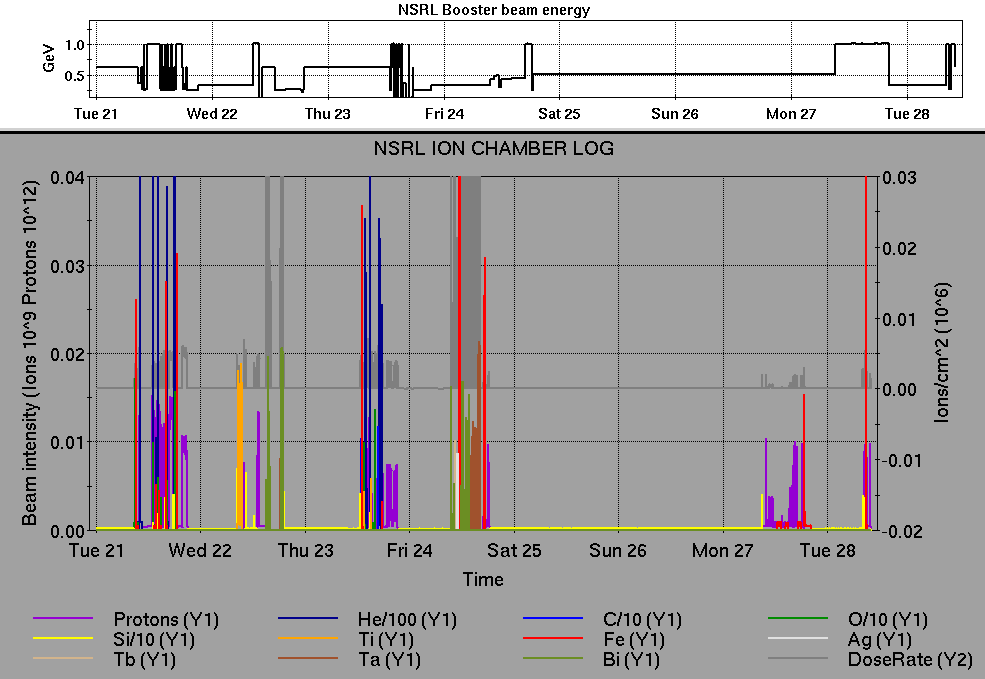 NSRL Booster beam energy
GeV
1.0
0.5
Tue 21 Wed 22 Thu 23 Fri 24 Sat 25 Sun 26 Mon 27 Tue 28
NSRL ION CHAMBER LOG
Beam intensity (Ions 10^9 Protons 10^12)
0.04
0.03
0.02
0.01
0.00
0.03
0.02
0.01
0.00
-0.01
-0.02
Ions/cm^2 (10^6)
Tue 21 Wed 22 Thu 23 Fri 24 Sat 25 Sun 26 Mon 27 Tue 28
Time
Protons (Y1) He/100 (Y1) C/10 (Y1) O/10 (Y1)
Si/10 (Y1) Ti (Y1) Fe (Y1) Ag (Y1)
Tb (Y1) Ta (Y1) Bi (Y1) DoseRate (Y2)